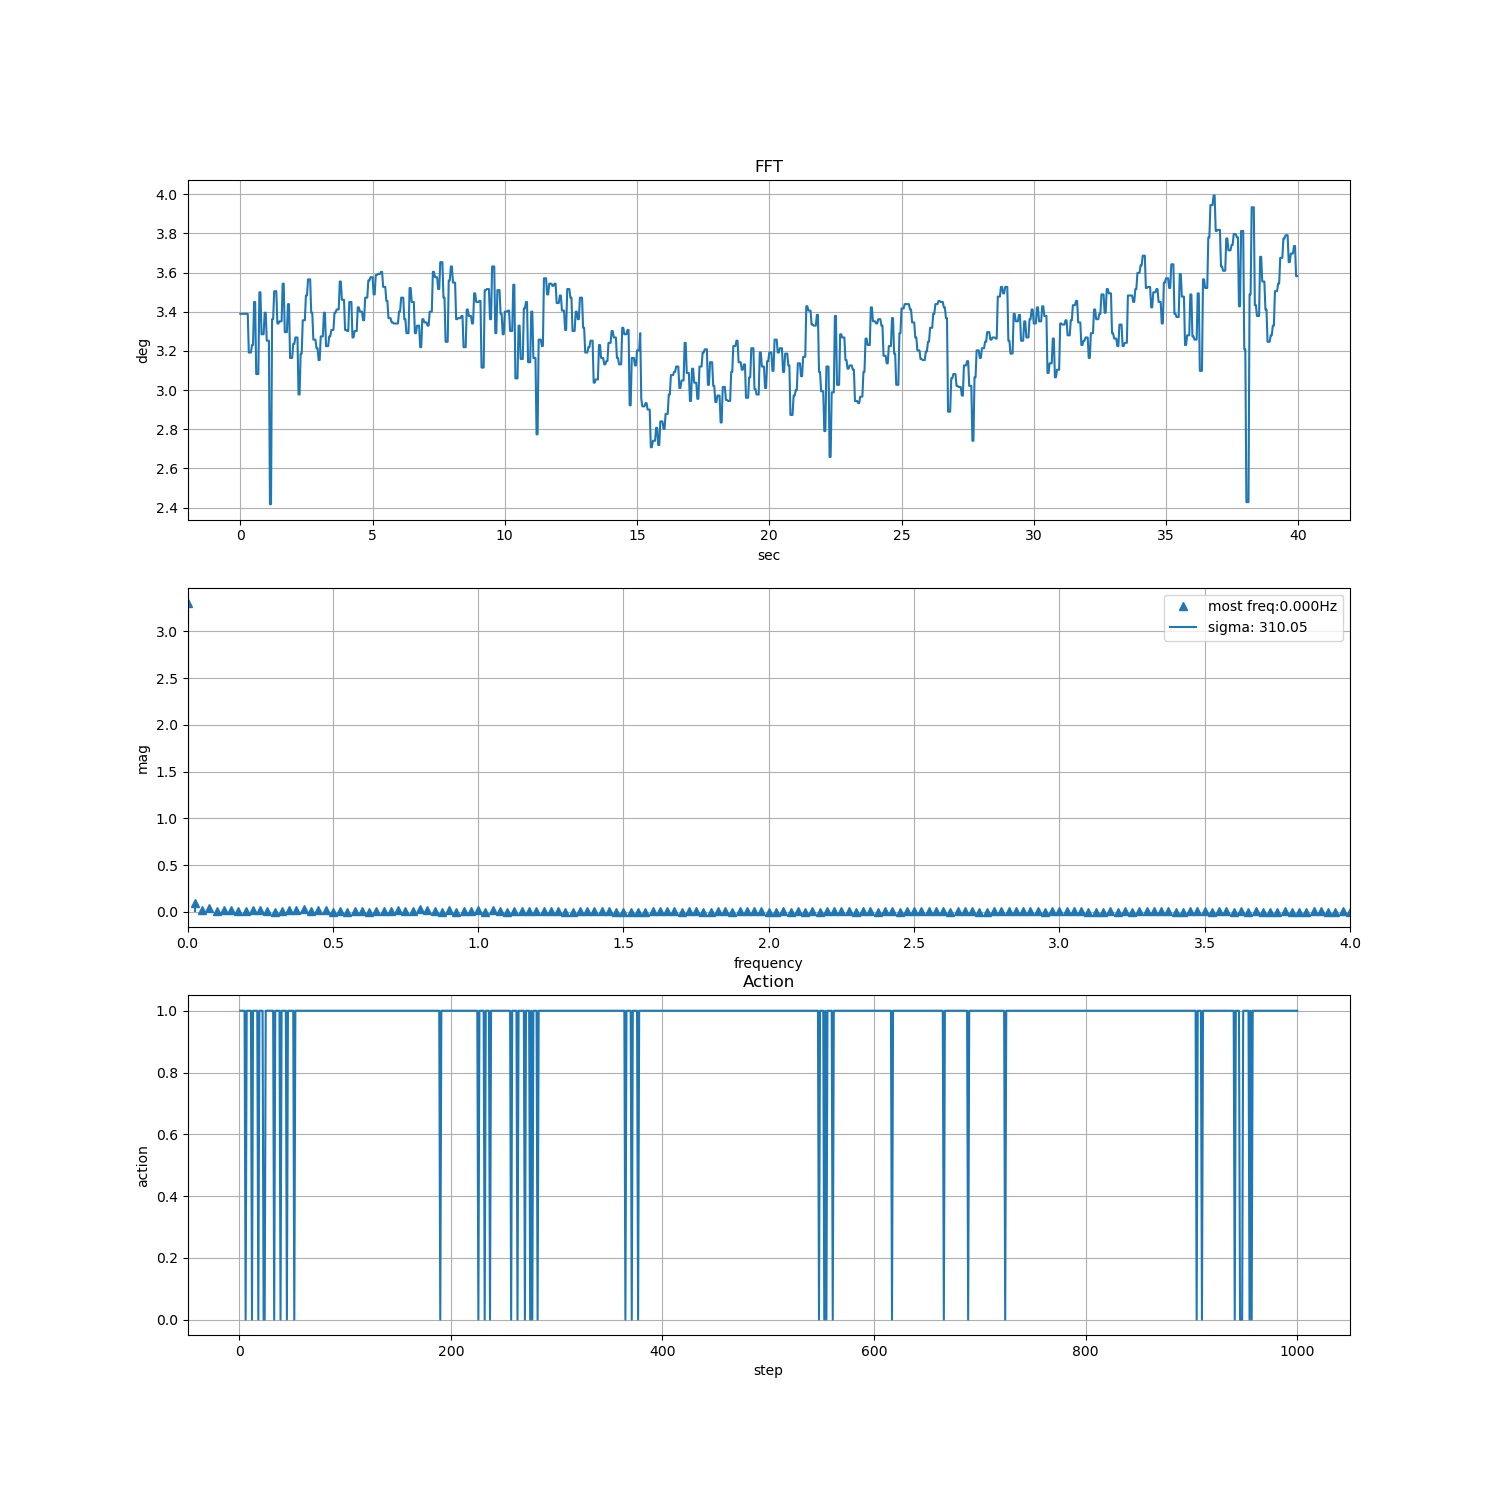 FFT
4.0
3.8
3.6
3.4
3.2
3.0
2.8
2.6
2.4
deg
0 5 10 15 20 25 30 35 40
sec
most freq:0.000Hz
sigma: 310.05
3.0
2.5
2.0
1.5
1.0
0.5
0.0
mag
0.0 0.5 1.0 1.5 2.0 2.5 3.0 3.5 4.0
frequency
Action
1.0
0.8
0.6
0.4
0.2
0.0
action
0 200 400 600 800 1000
step